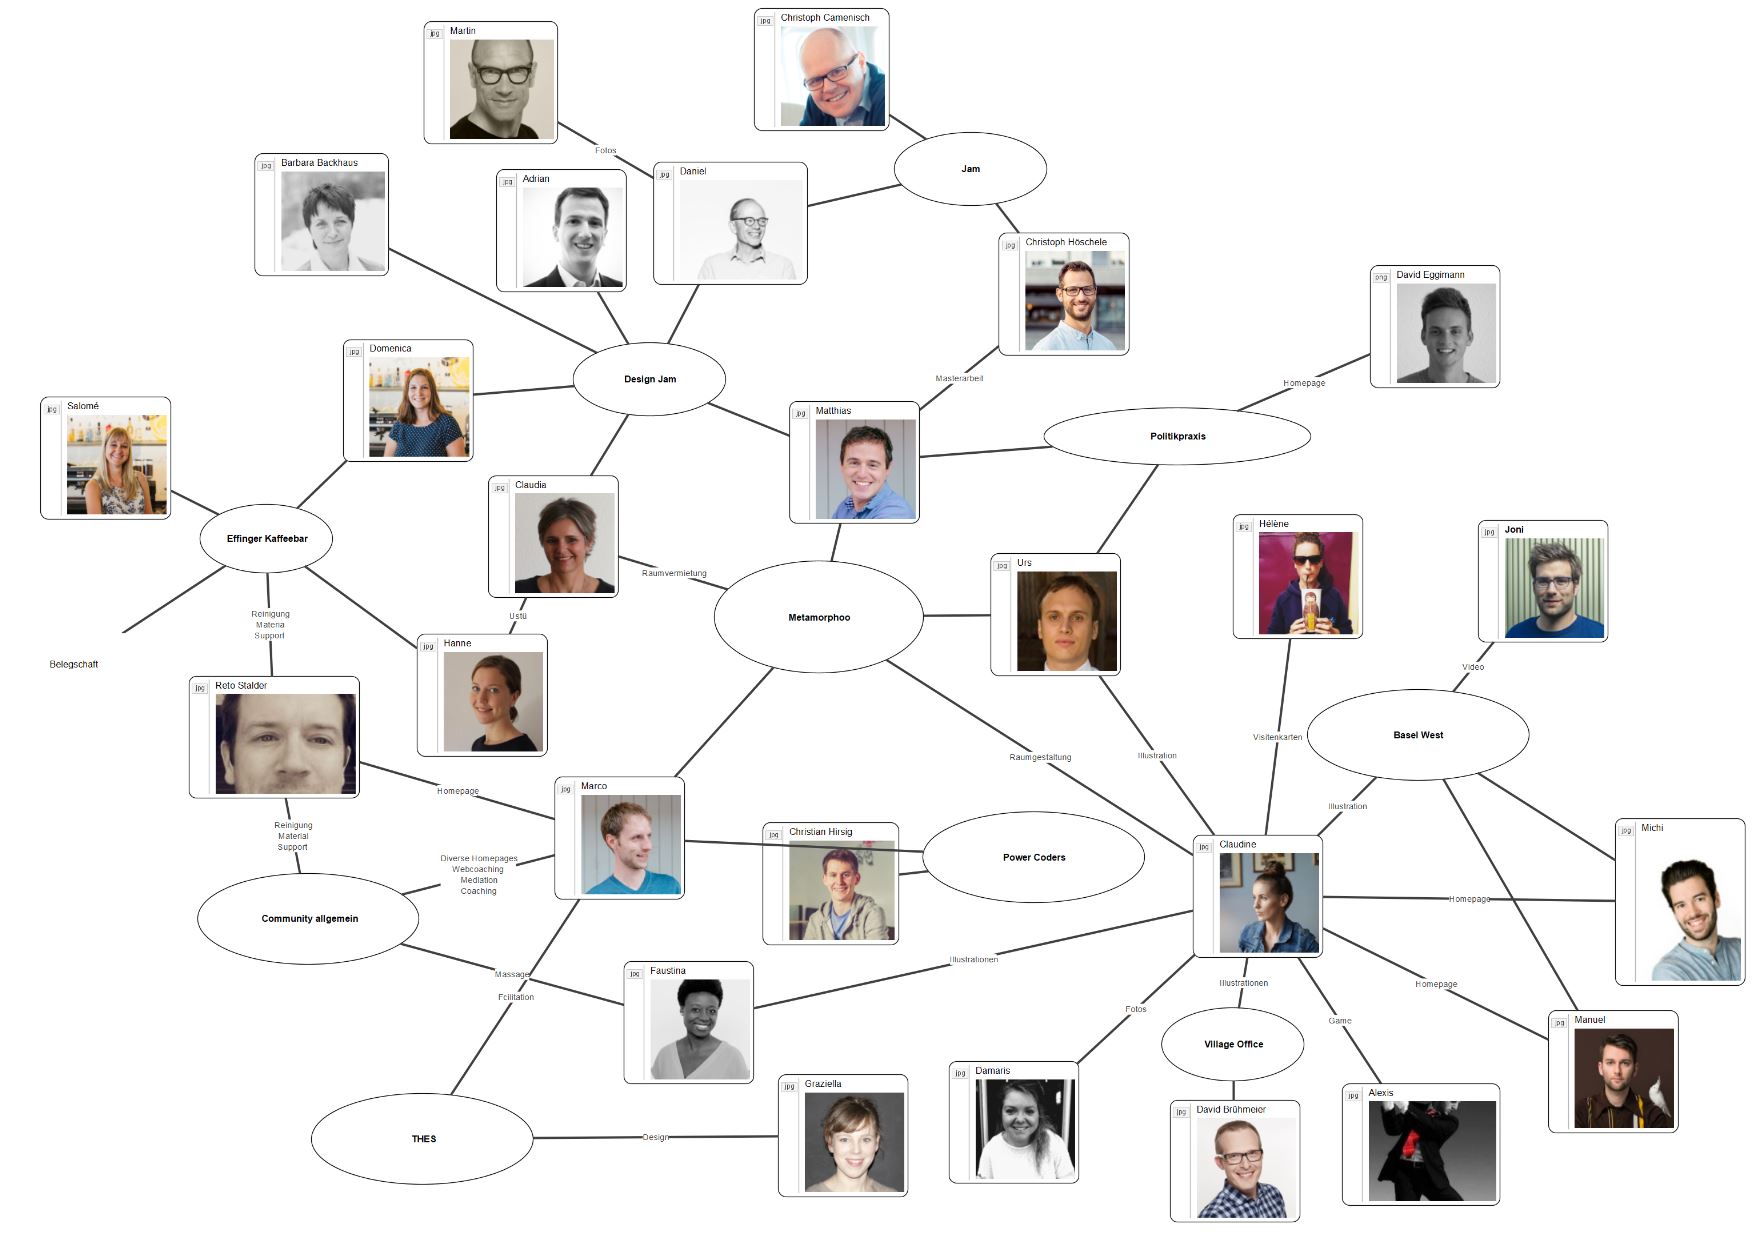 jpg
Martin
jpg
Christoph Camenisch
Fotos
jpg
Barbara Backhaus
jpg
Adrian
jpg
Daniel
Jam
jpg
Christoph Höschele
png
David Eggimann
jpg
Domenica
Design Jam
Masterarbeit
Homepage
jpg
Salomé
jpg
Matthias
Politikpraxis
jpg
Claudia
Effinger Kaffeebar
jpg
Hélène
jpg
Joni
Raumvermietung
jpg
Urs
Reinigung
Materia
Support
Ustü
Metamorphoo
Belegschaft
jpg
Hanne
Video
jpg
Reto Stalder
Visitenkarten
Basel West
Raumgestaltung
Illustration
Homepage
jpg
Marco
Illustration
Reinigung
Material
Support
jpg
Christian Hirsig
Power Coders
jpg
Claudine
jpg
Michi
Diverse Homepages
Webcoaching
Mediation
Coaching
Homepage
Community allgemein
Massage
Fcilitation
jpg
Faustina
Illustrationen
Illustrationen
Homepage
Fotos
Game
jpg
Manuel
Village Office
jpg
Damaris
jpg
Graziella
jpg
David Brühmeier
jpg
Alexis
THES
Design